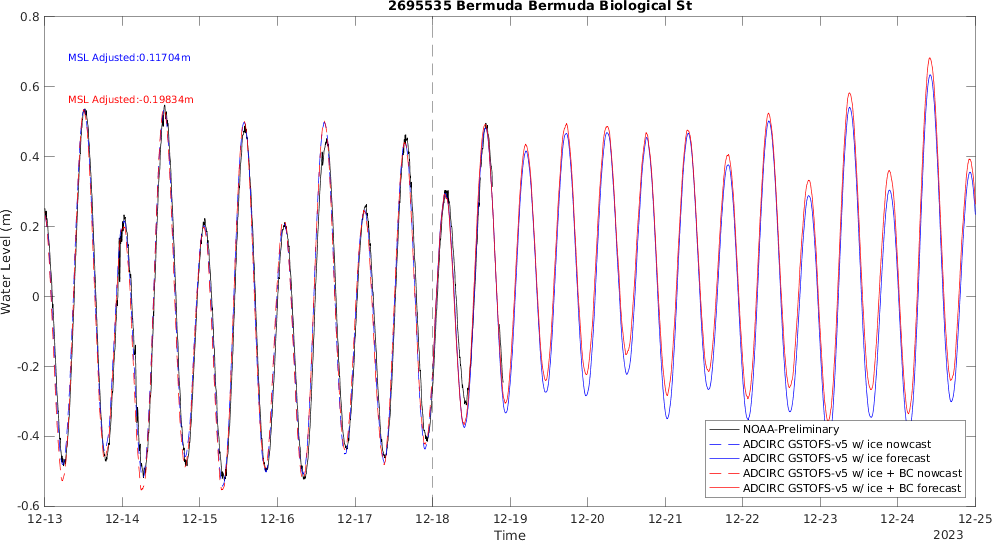 2695535 Bermuda Bermuda Biological St
0.8
MSL Adjusted:0.11704m
0.6
MSL Adjusted:-0.19834m
0.4
0.2
0
-0.2
-0.4
-0.6
Water Level (m)
NOAA-Preliminary
ADCIRC GSTOFS-v5 w/ ice nowcast
ADCIRC GSTOFS-v5 w/ ice forecast
ADCIRC GSTOFS-v5 w/ ice + BC nowcast
ADCIRC GSTOFS-v5 w/ ice + BC forecast
12-13 12-14 12-15 12-16 12-17 12-18 12-19 12-20 12-21 12-22 12-23 12-24 12-25
Time
2023